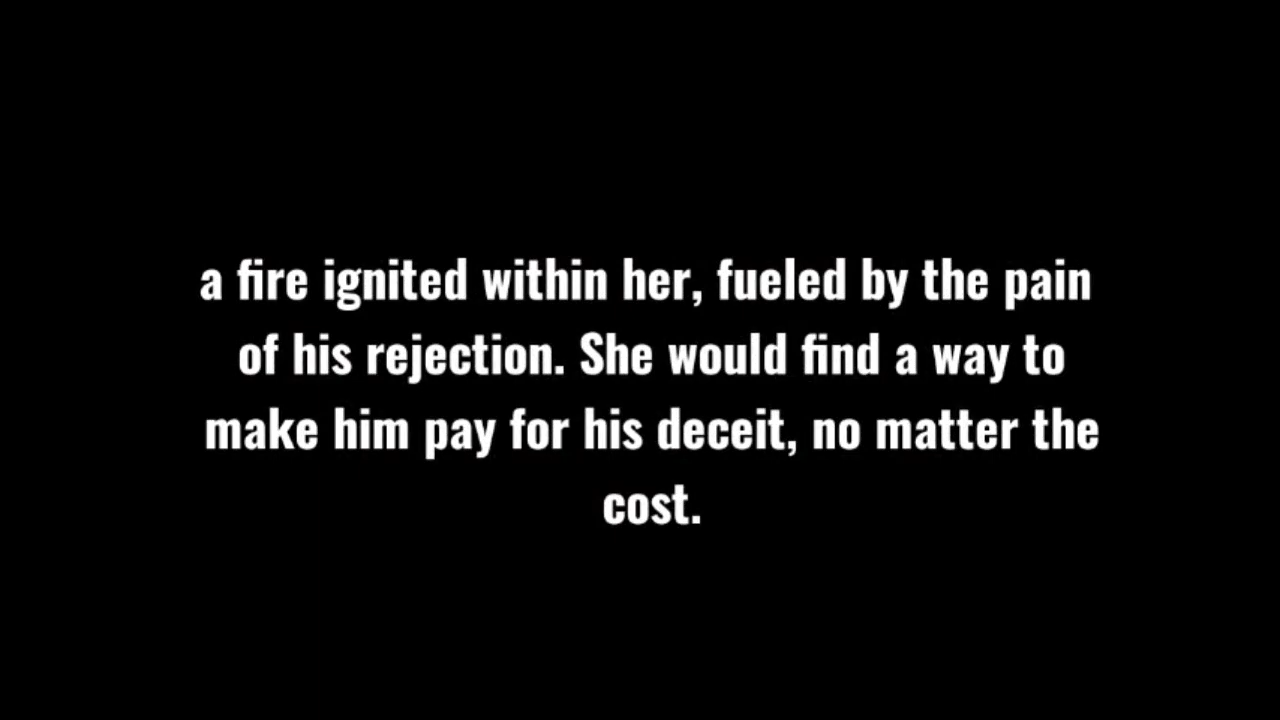 a fire ignited within her, fueled by the pain
of his rejection. She would find a way to
make him pay for his deceit, no matter the
cost.